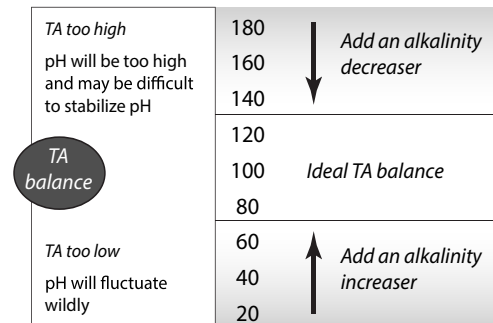 TA too high
pH will be too high
and may be difficult
to stabilize pH
TA
balance
TA too low
pH will fluctuate
wildly
180
160
140
Add an alkalinity
decreaser
120
100
80
Ideal TA balance
60
40
20
Add an alkalinity
increaser